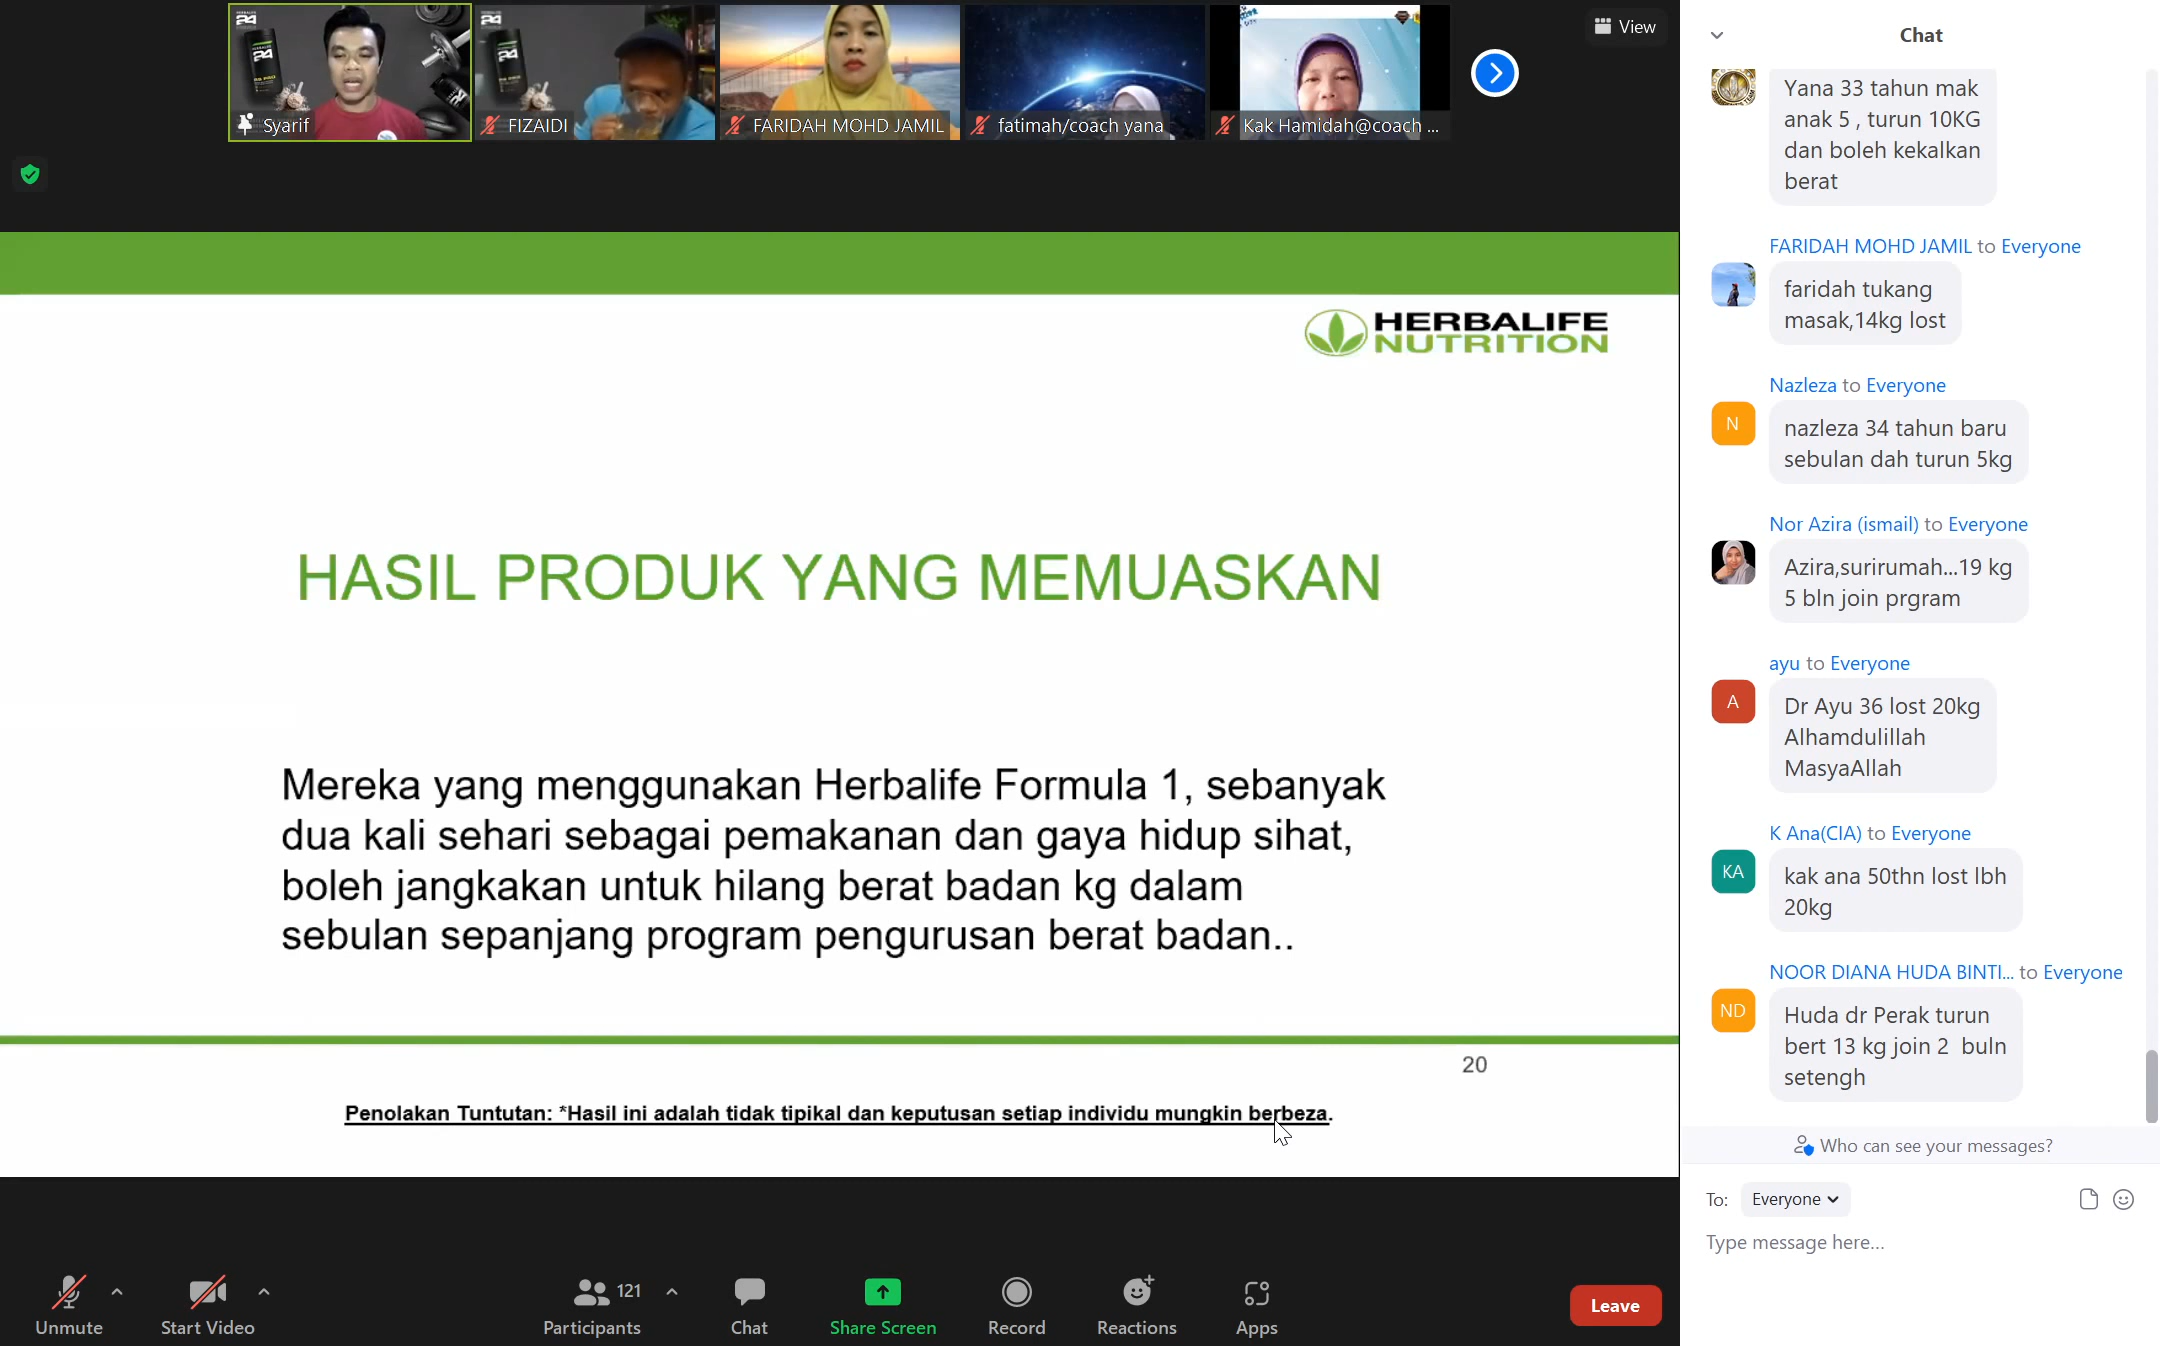 Syarif
FIZAIDI
FARIDAH MOHD JAMIL
fatimah/coach yana
Kak Hamidah@coach ...
View
HERBALIFE
NUTRITION
HASIL PRODUK YANG MEMUASKAN
Mereka yang menggunakan Herbalife Formula 1, sebanyak
dua kali sehari sebagai pemakanan dan gaya hidup sihat,
boleh jangkakan untuk hilang berat badan kg dalam
sebulan sepanjang program pengurusan berat badan..
20
Penolakan Tuntutan: *Hasil ini adalah tidak tipikal dan keputusan setiap individu mungkin berbeza.
Unmute
Start Video
121
Participants
Chat
Share Screen
Record
Reactions
Apps
Leave
Chat
Yana 33 tahun mak
anak 5 , turun 10KG
dan boleh kekalkan
berat
FARIDAH MOHD JAMIL to Everyone
faridah tukang
masak,14kg lost
Nazleza to Everyone
N
nazleza 34 tahun baru
sebulan dah turun 5kg
Nor Azira (ismail) to Everyone
Azira,surirumah...19 kg
5 bln join prgram
ayu to Everyone
A
Dr Ayu 36 lost 20kg
Alhamdulillah
MasyaAllah
K Ana(CIA) to Everyone
KA
kak ana 50thn lost lbh
20kg
NOOR DIANA HUDA BINTI... to Everyone
ND
Huda dr Perak turun
bert 13 kg join 2  buln
setengh
Who can see your messages?
To: Everyone
Type message here...